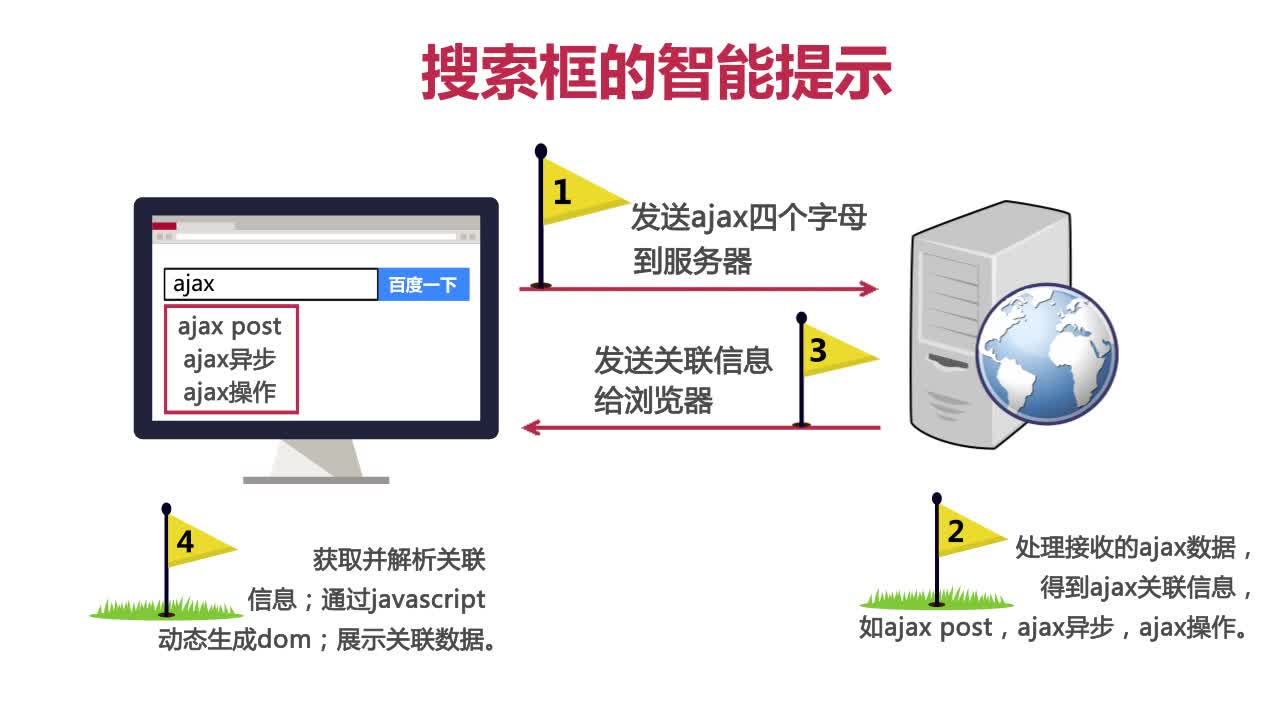 搜索框的智能提示
1
发送ajax四个字母
到服务器
ajax
百度一下
ajax post
ajax异步
ajax操作
3
发送关联信息
给浏览器
4
获取并解析关联
信息；通过javascript
动态生成dom；展示关联数据。
2
处理接收的ajax数据，
得到ajax关联信息，
如ajax post，ajax异步，ajax操作。